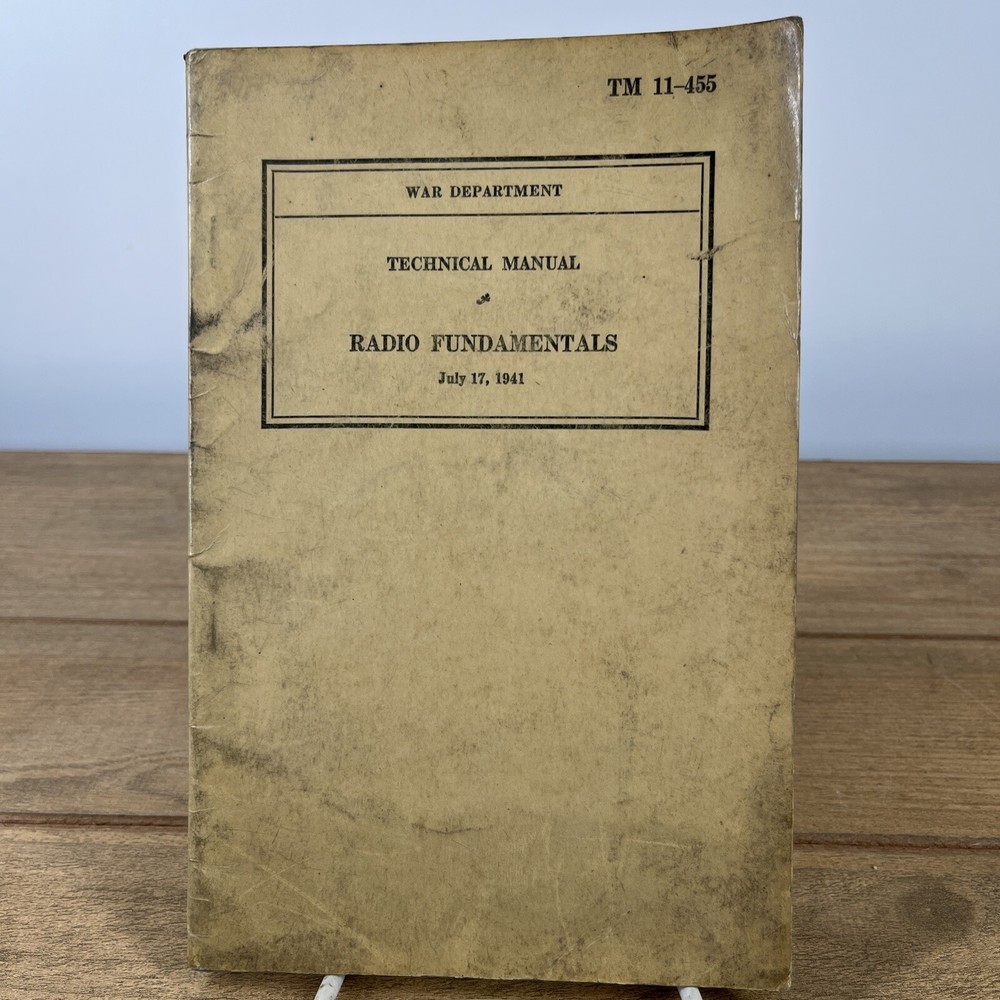 TM 11-455
WAR DEPARTMENT
TECHNICAL MANUAL
RADIO FUNDAMENTALS
July 17, 1941